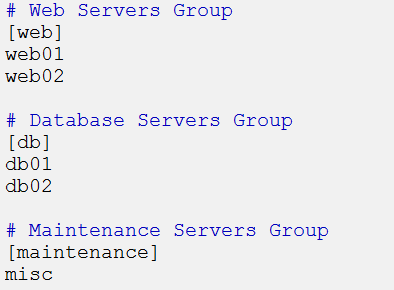 # Web Servers Group
[web]
web01
web02
# Database Servers Group
[db]
db01
db02
# Maintenance Servers Group
[maintenance]
misc